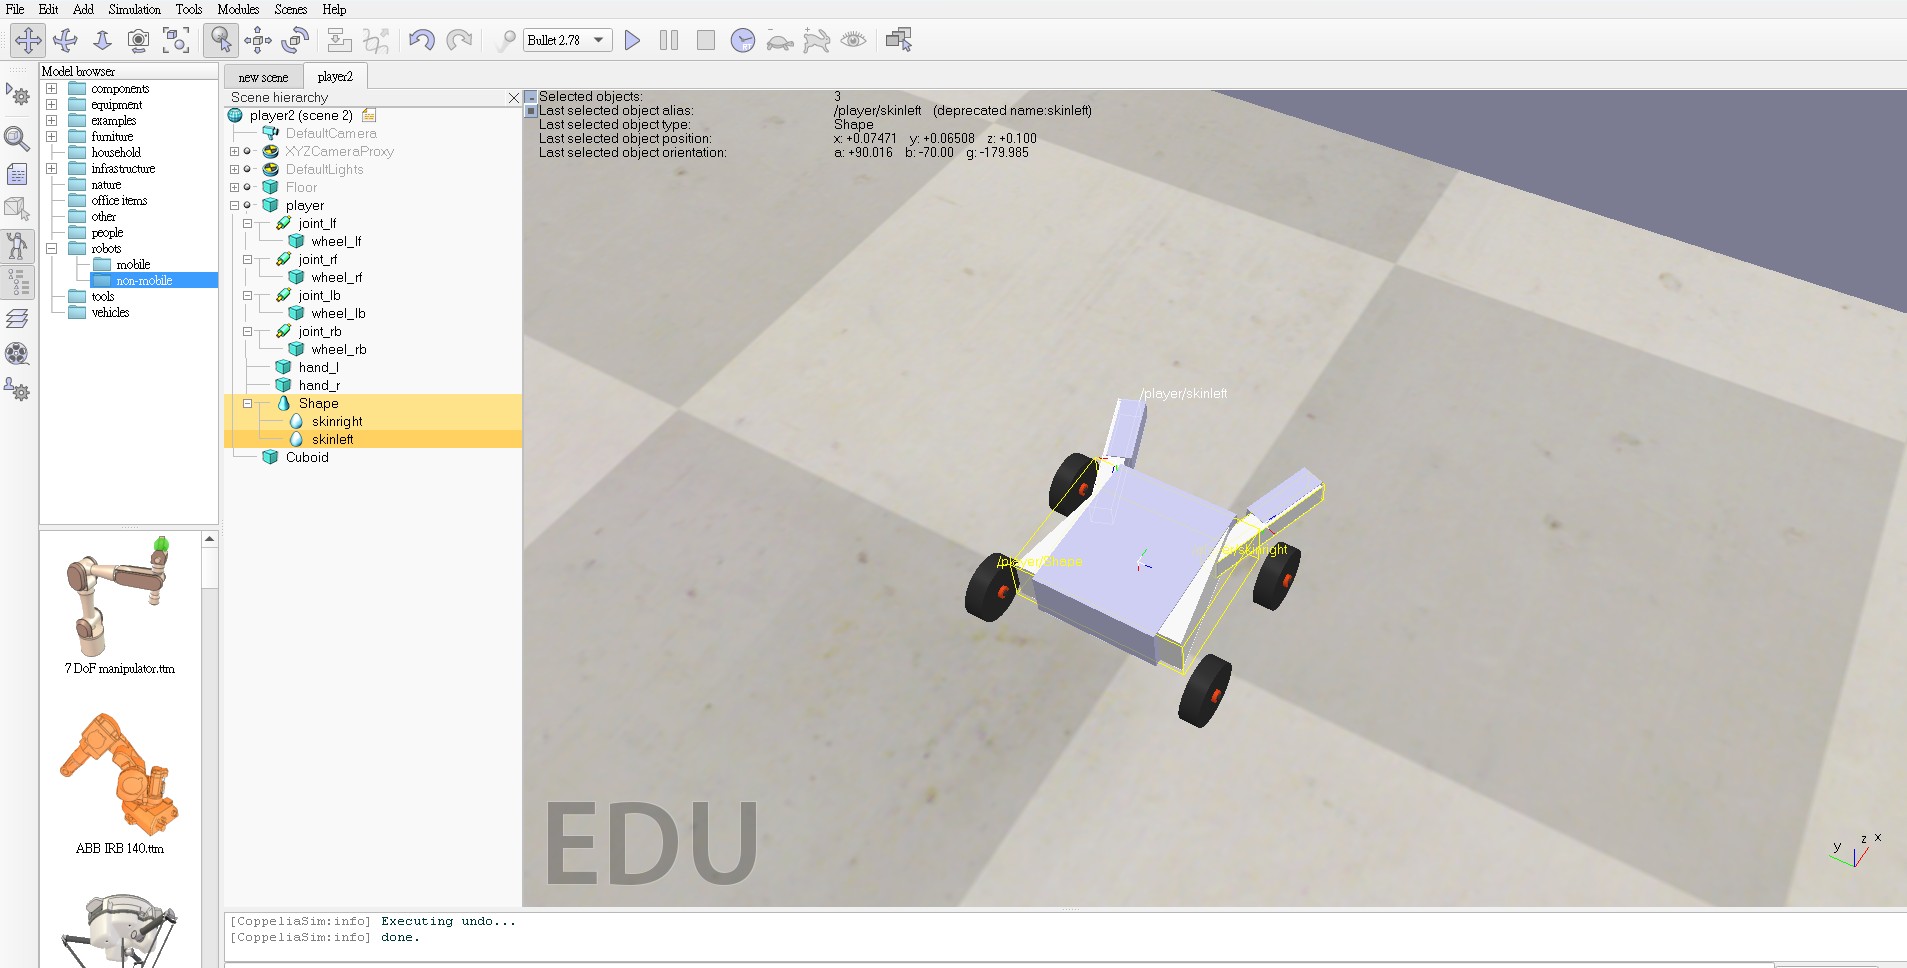 File Edit Add Simulation Tools Modules Scenes Help
Bullet 2.78
Model browser
components
equipment
examples
furniture
household
infrastructure
nature
office items
other
people
robots
mobile
non-mobile
tools
vehicles
7 DoF manipulator.ttm
ABB IRB 140.ttm
new scene player2
Scene hierarchy
player2 (scene 2)
DefaultCamera
XYZCameraProxy
DefaultLights
Floor
player
joint_lf
wheel_lf
joint_rf
wheel_rf
joint_lb
wheel_lb
joint_rb
wheel_rb
hand_l
hand_r
Shape
skinright
skinleft
Cuboid
Selected objects: 3
Last selected object alias: /player/skinleft (deprecated name:skinleft)
Last selected object type: Shape
Last selected object position: x: +0.07471 y: +0.06508 z: +0.100
Last selected object orientation: a: +90.016 b: -70.00 g: -179.985
/player/skinleft
/player/skinright
/player/Shape
EDU
y z x
[CoppeliaSim:info] Executing undo...
[CoppeliaSim:info] done.